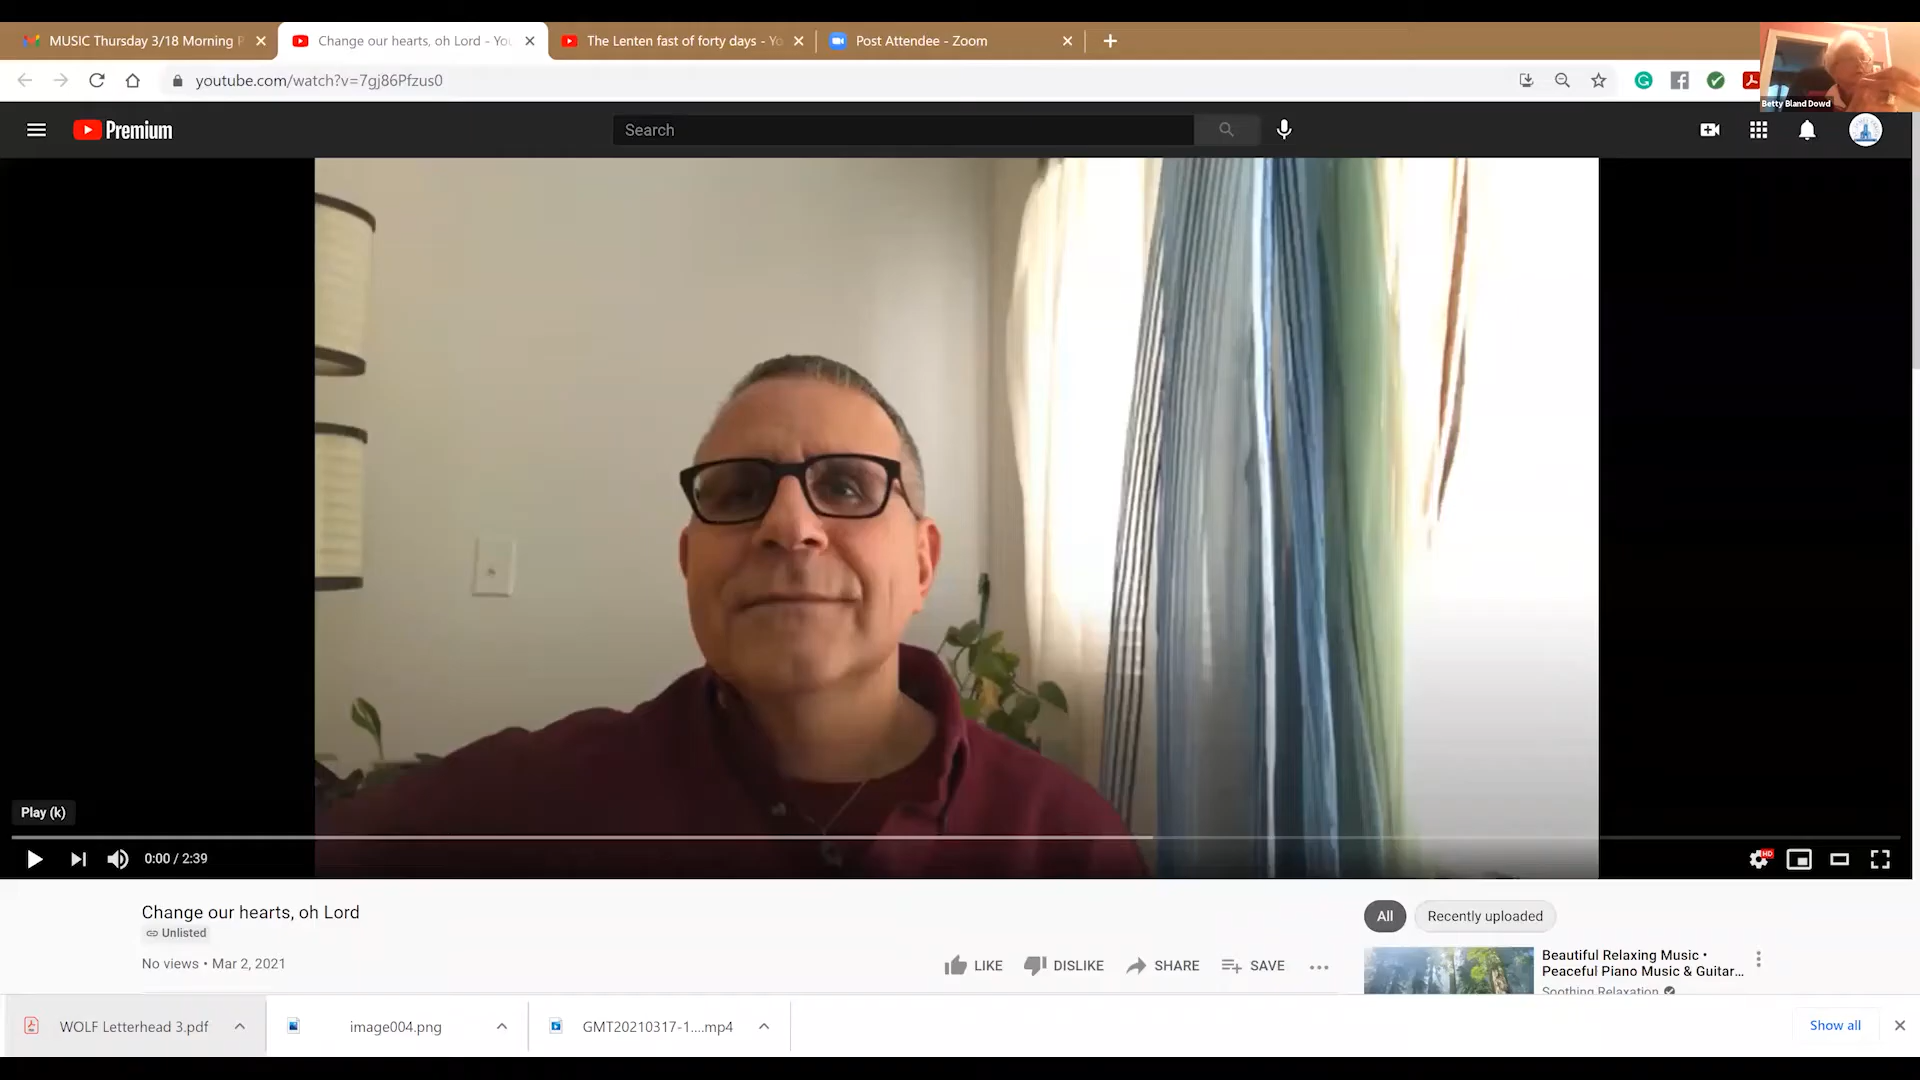 MUSIC Thursday 3/18 Morning
Change our hearts, oh Lord - Yo
The Lenten fast of forty days - Yo
Post Attendee - Zoom
youtube.com/watch?v=7gj86Pfzus0
Betty Bland Dowd
Premium
Search
Play (k)
0:00 / 2:39
HD
Change our hearts, oh Lord
Unlisted
No views • Mar 2, 2021
LIKE
DISLIKE
SHARE
SAVE
All
Recently uploaded
Beautiful Relaxing Music •
Peaceful Piano Music & Guitar...
Soothing Relaxation
WOLF Letterhead 3.pdf
image004.png
GMT20210317-1....mp4
Show all